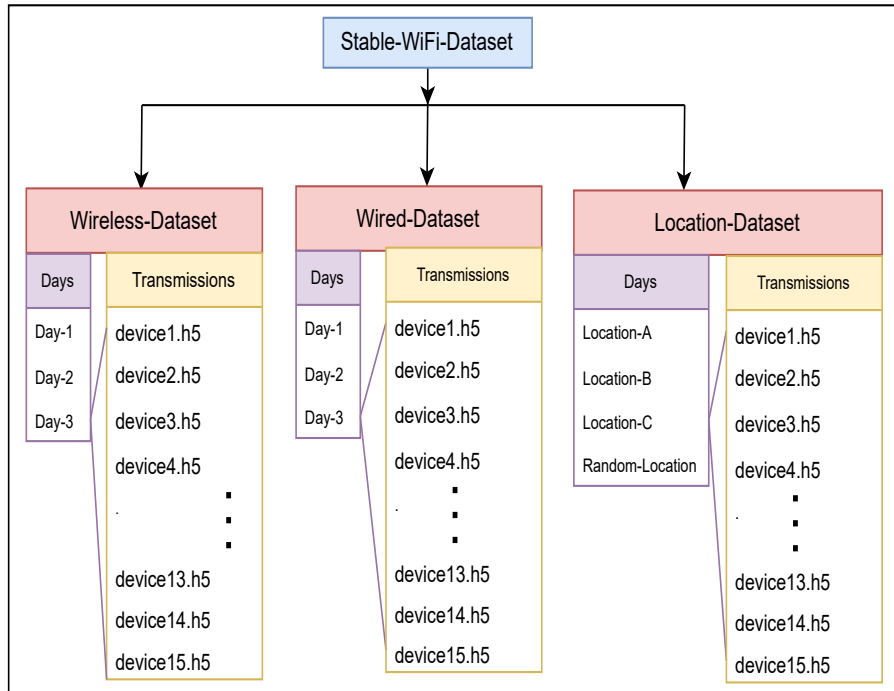 Stable-WiFi-Dataset
Wireless-Dataset
Days
Transmissions
Day-1
Day-2
Day-3
device1.h5
device2.h5
device3.h5
device4.h5
.
device13.h5
device14.h5
device15.h5
Wired-Dataset
Days
Transmissions
Day-1
Day-2
Day-3
device1.h5
device2.h5
device3.h5
device4.h5
.
device13.h5
device14.h5
device15.h5
Location-Dataset
Days
Transmissions
Location-A
Location-B
Location-C
Random-Location
device1.h5
device2.h5
device3.h5
device4.h5
.
device13.h5
device14.h5
device15.h5